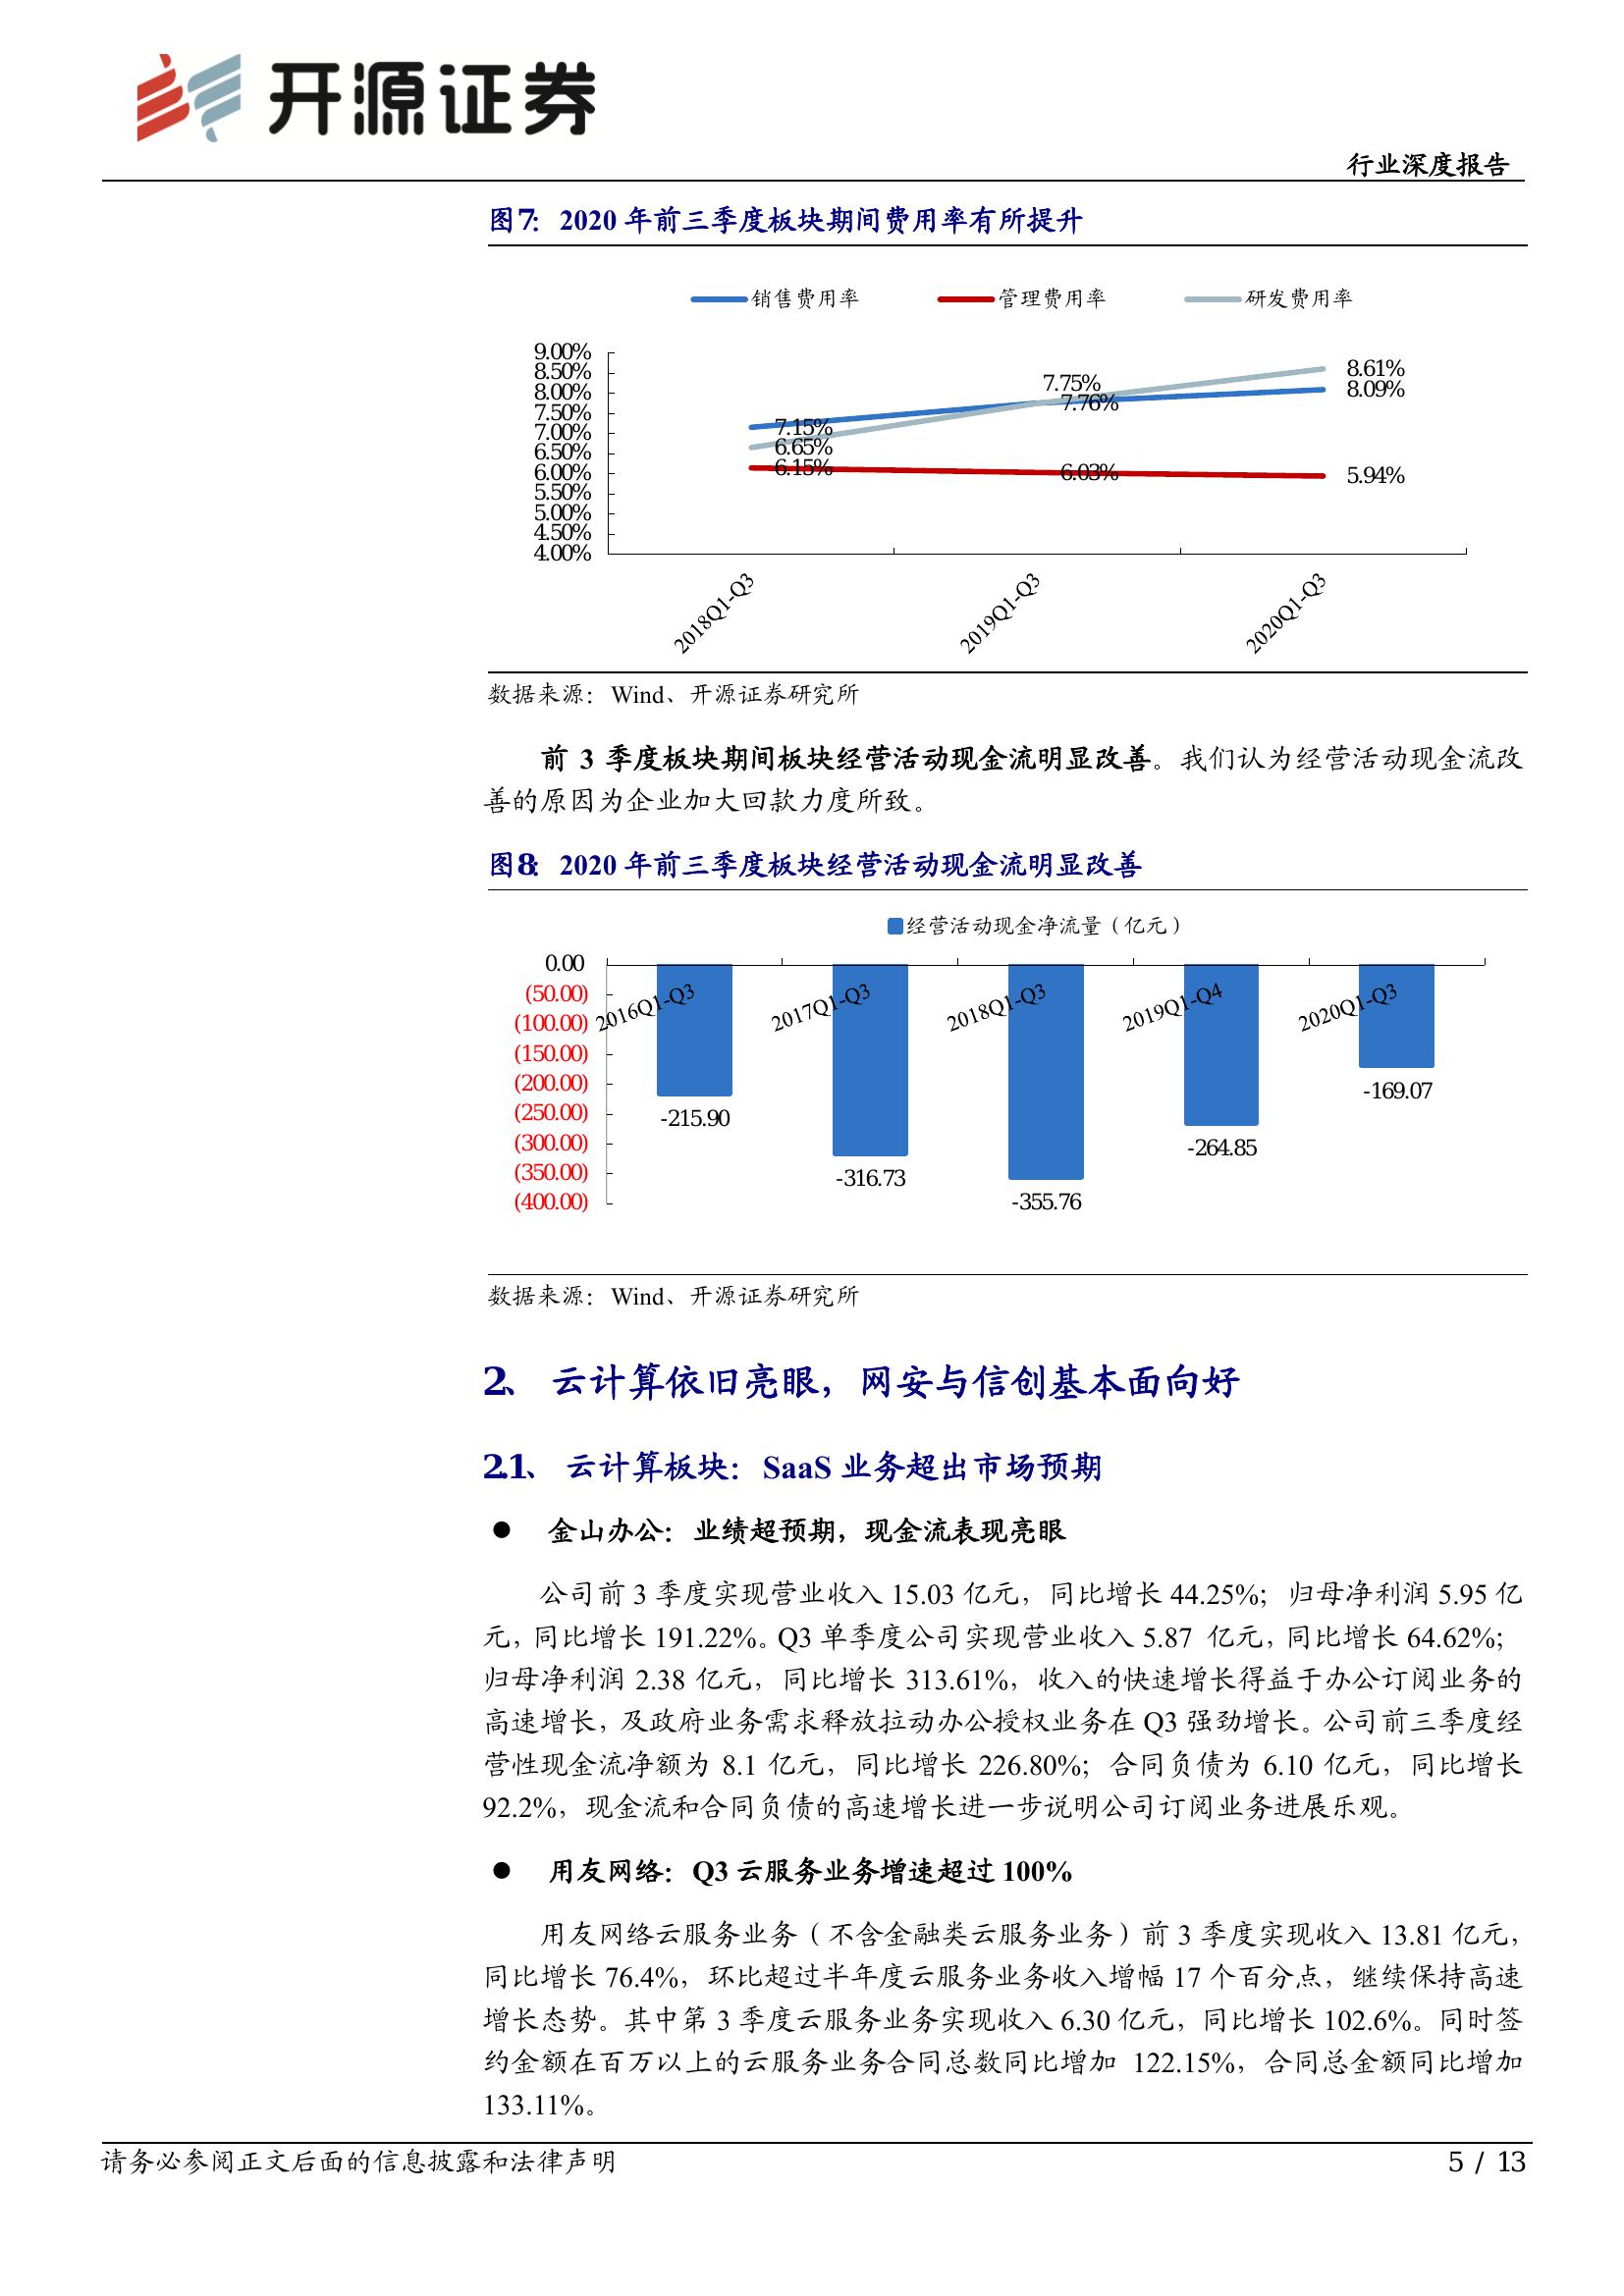 开源证券
行业深度报告
图7： 2020 年前三季度板块期间费用率有所提升
销售费用率 管理费用率 研发费用率
9.00%
8.50%
8.00%
7.50%
7.00%
6.50%
6.00%
5.50%
5.00%
4.50%
4.00%
7.15%
6.65%
6.15%
7.75%
7.76%
6.03%
8.61%
8.09%
5.94%
2018Q1-Q3 2019Q1-Q3 2020Q1-Q3
数据来源：Wind、开源证券研究所
前 3 季度板块期间板块经营活动现金流明显改善。我们认为经营活动现金流改
善的原因为企业加大回款力度所致。
图8： 2020 年前三季度板块经营活动现金流明显改善
经营活动现金净流量（亿元）
0.00
(50.00)
(100.00)
(150.00)
(200.00)
(250.00)
(300.00)
(350.00)
(400.00)
2016Q1-Q3 2017Q1-Q3 2018Q1-Q3 2019Q1-Q4 2020Q1-Q3
-215.90
-316.73
-355.76
-264.85
-169.07
数据来源：Wind、开源证券研究所
2、 云计算依旧亮眼，网安与信创基本面向好
2.1、 云计算板块：SaaS 业务超出市场预期
● 金山办公：业绩超预期，现金流表现亮眼
公司前 3 季度实现营业收入 15.03 亿元，同比增长 44.25%；归母净利润 5.95 亿
元，同比增长 191.22%。Q3 单季度公司实现营业收入 5.87 亿元，同比增长 64.62%；
归母净利润 2.38 亿元，同比增长 313.61%，收入的快速增长得益于办公订阅业务的
高速增长，及政府业务需求释放拉动办公授权业务在 Q3 强劲增长。公司前三季度经
营性现金流净额为 8.1 亿元，同比增长 226.80%；合同负债为 6.10 亿元，同比增长
92.2%，现金流和合同负债的高速增长进一步说明公司订阅业务进展乐观。
● 用友网络：Q3 云服务业务增速超过 100%
用友网络云服务业务（不含金融类云服务业务）前 3 季度实现收入 13.81 亿元，
同比增长 76.4%，环比超过半年度云服务业务收入增幅 17 个百分点，继续保持高速
增长态势。其中第 3 季度云服务业务实现收入 6.30 亿元，同比增长 102.6%。同时签
约金额在百万以上的云服务业务合同总数同比增加 122.15%，合同总金额同比增加
133.11%。
请务必参阅正文后面的信息披露和法律声明
5 / 13